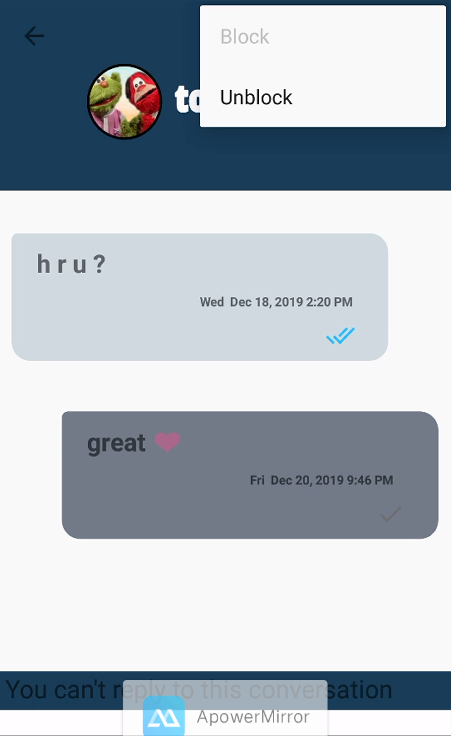 Block
Unblock
h r u ?
Wed Dec 18, 2019 2:20 PM
great
Fri Dec 20, 2019 9:46 PM
You can't reply to this conversation
ApowerMirror